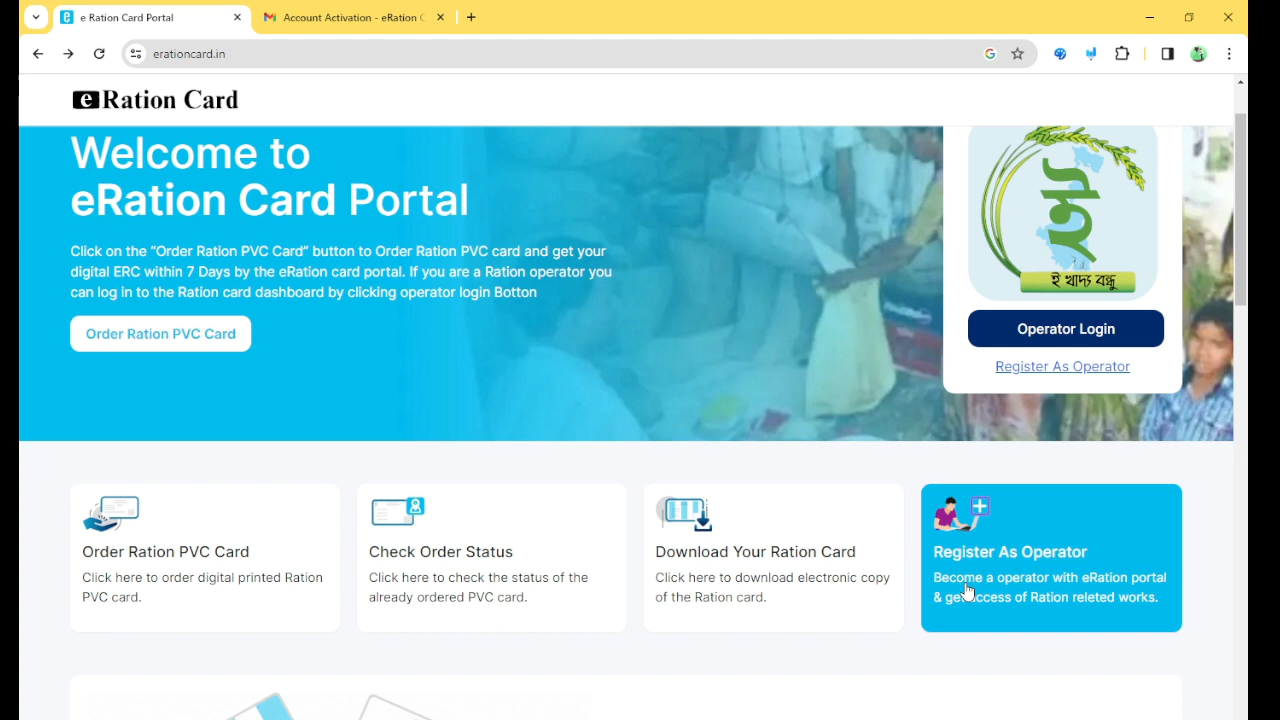 e Ration Card Portal
Account Activation - eRation C
erationcard.in
e Ration Card
Welcome to
eRation Card Portal
Click on the "Order Ration PVC Card" button to Order Ration PVC card and get your
digital ERC within 7 Days by the eRation card portal. If you are a Ration operator you
can log in to the Ration card dashboard by clicking operator login Botton
Order Ration PVC Card
ই খাদ্য বন্ধু
Operator Login
Register As Operator
Order Ration PVC Card
Click here to order digital printed Ration
PVC card.
Check Order Status
Click here to check the status of the
already ordered PVC card.
Download Your Ration Card
Click here to download electronic copy
of the Ration card.
Register As Operator
Become a operator with eRation portal
& get access of Ration releted works.